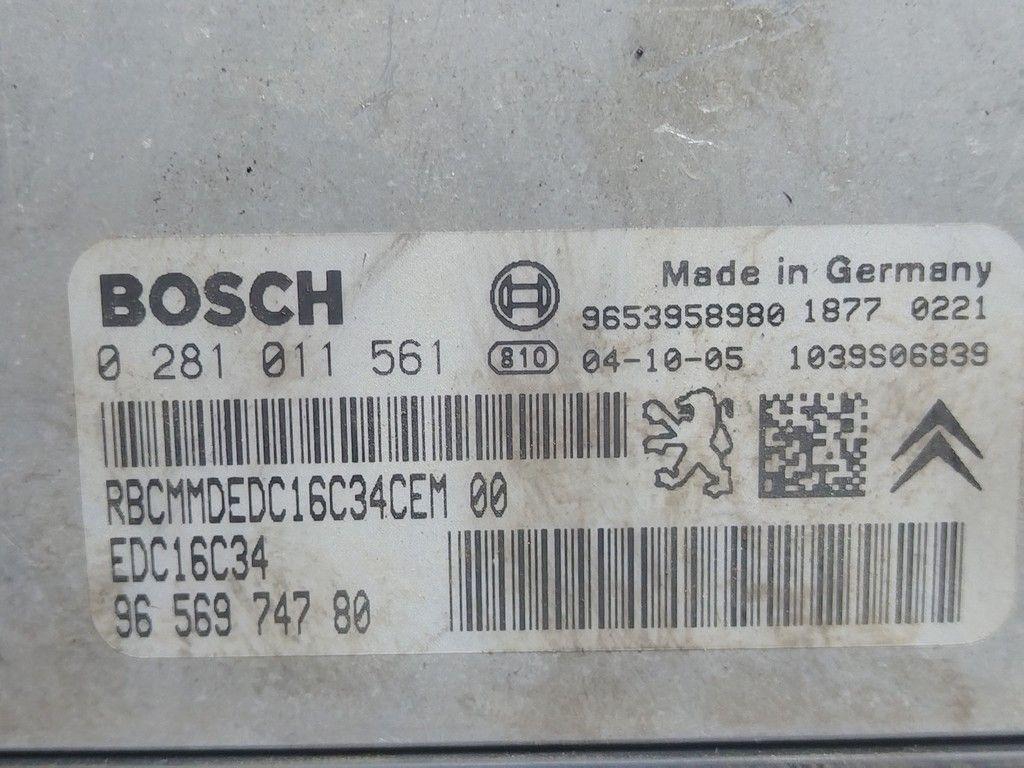 BOSCH
Made in Germany
9653958980 1877 0221
0 281 011 561
810
04-10-05 1039S06839
RBCMMDEDC16C34CEM 00
EDC16C34
96 569 747 80